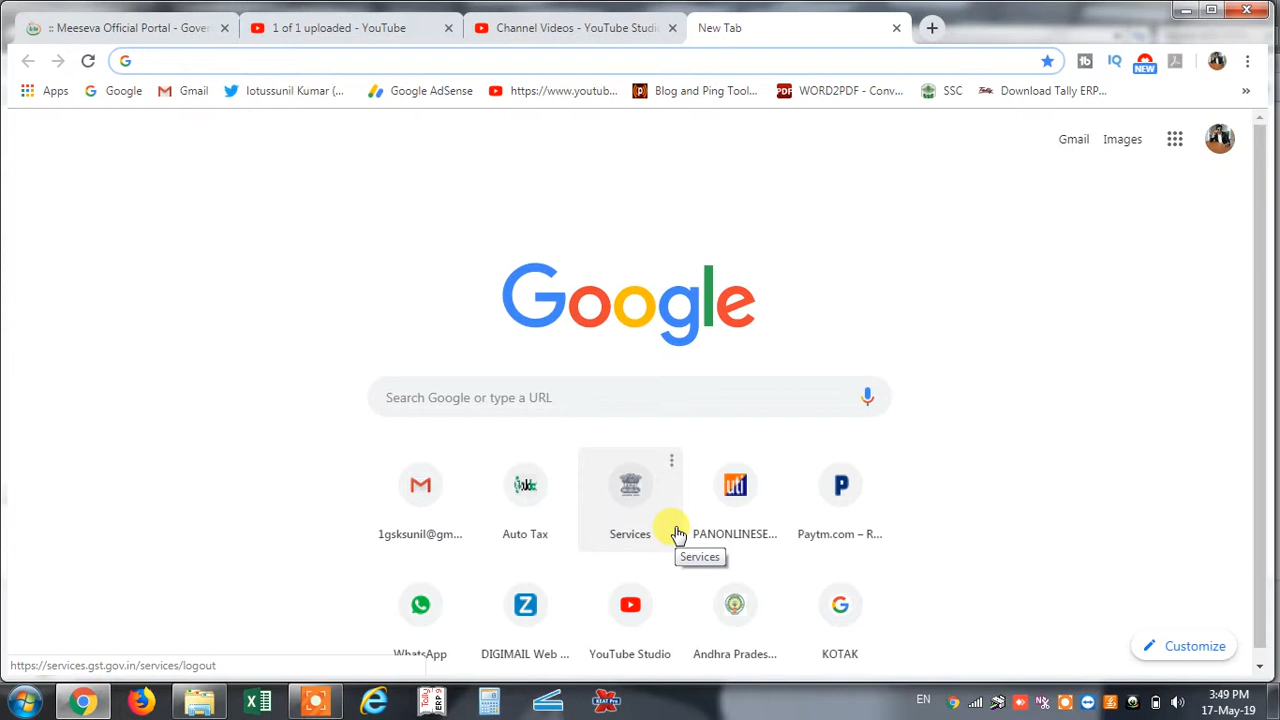 :: Meeseva Official Portal - Gover
1 of 1 uploaded - YouTube
Channel Videos - YouTube Studi
New Tab
Apps
Google
Gmail
lotussunil Kumar (...
Google AdSense
https://www.youtub...
Blog and Ping Tool...
WORD2PDF - Conv...
SSC
Download Tally ERP...
»
NEW
Gmail
Images
Google
Search Google or type a URL
1gsksunil@gm...
Auto Tax
Services
PANONLINESE...
Paytm.com – R...
Services
WhatsApp
DIGIMAIL Web ...
YouTube Studio
Andhra Prades...
KOTAK
Customize
https://services.gst.gov.in/services/logout
EN
3:49 PM
17-May-19